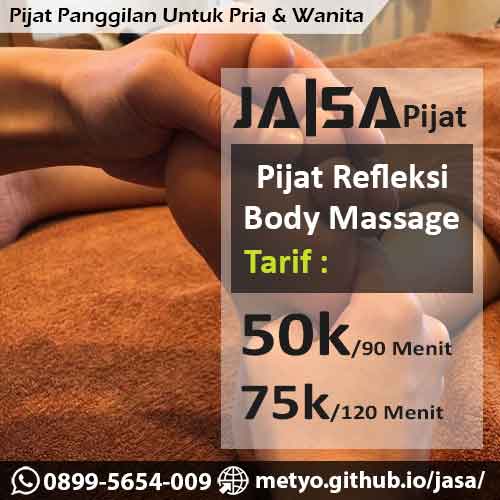 Pijat Panggilan Untuk Pria & Wanita
JA|SA Pijat
Pijat Refleksi
Body Massage
Tarif :
50k/90 Menit
75k/120 Menit
0899-5654-009 metyo.github.io/jasa/